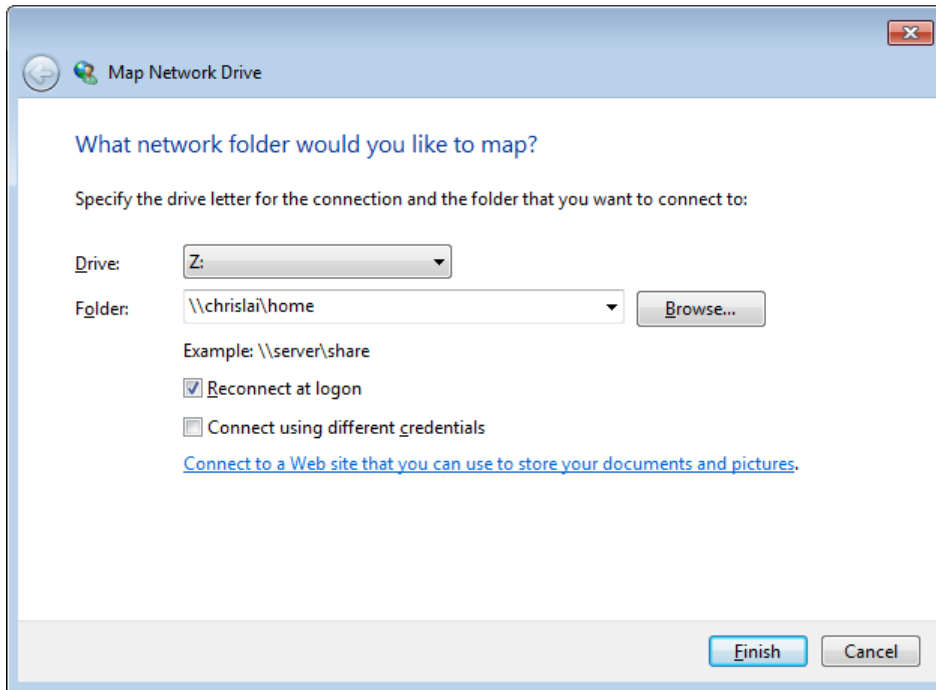 Map Network Drive
What network folder would you like to map?
Specify the drive letter for the connection and the folder that you want to connect to:
Drive: Z:
Folder: \\chrislai\home Browse...
Example: \\server\share
Reconnect at logon
Connect using different credentials
Connect to a Web site that you can use to store your documents and pictures.
Finish Cancel